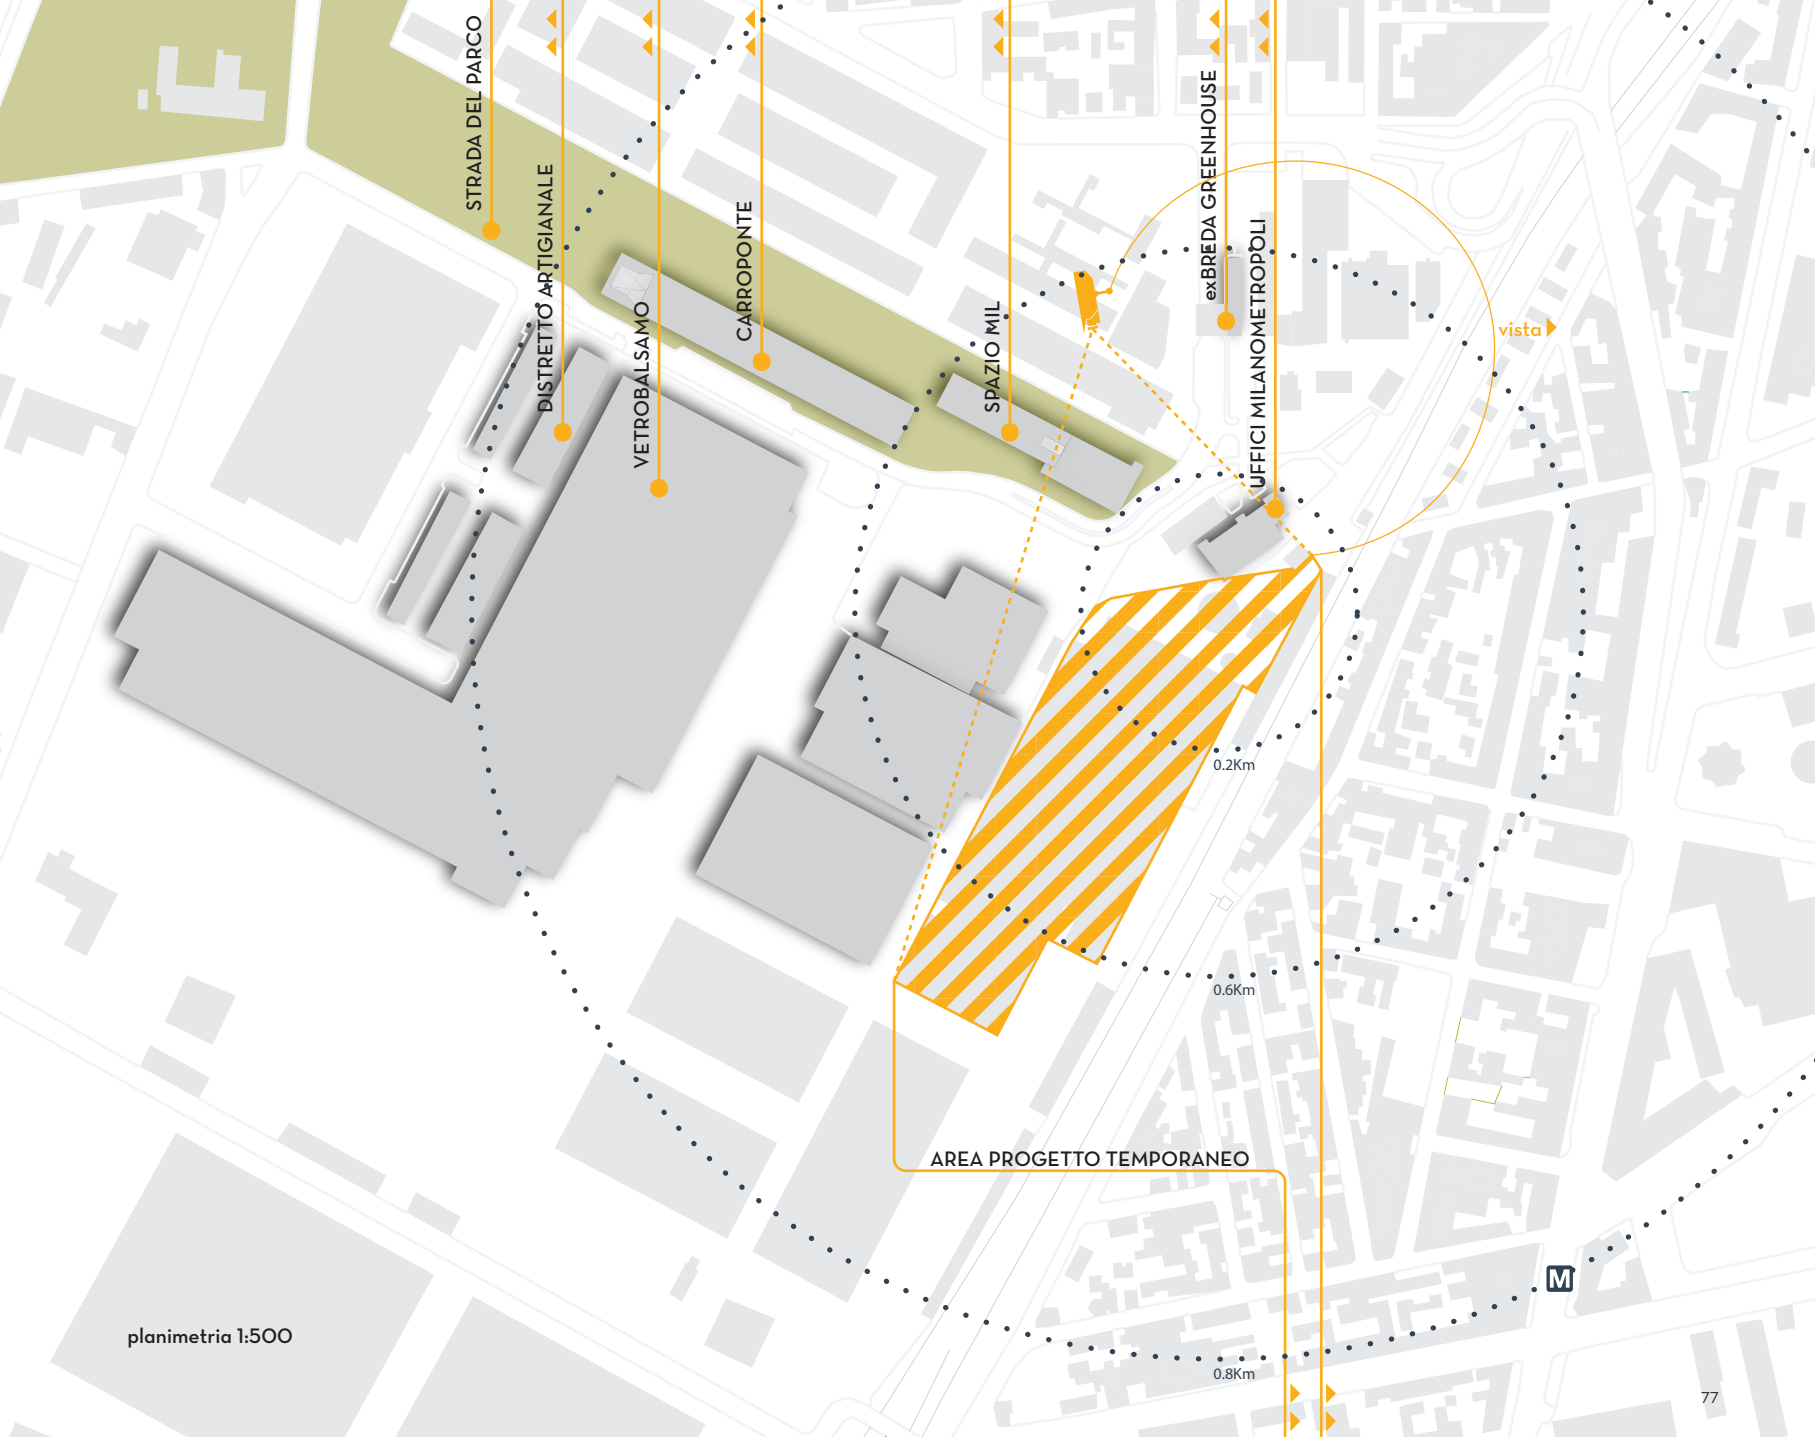 STRADA DEL PARCO
DISTRETTO ARTIGIANALE
VETROBALSAMO
CARROPONTE
SPAZIO MIL
exBREDA GREENHOUSE
UFFICI MILANOMETROPOLI
vista
0.2Km
0.6Km
AREA PROGETTO TEMPORANEO
M
planimetria 1:500
0.8Km
77